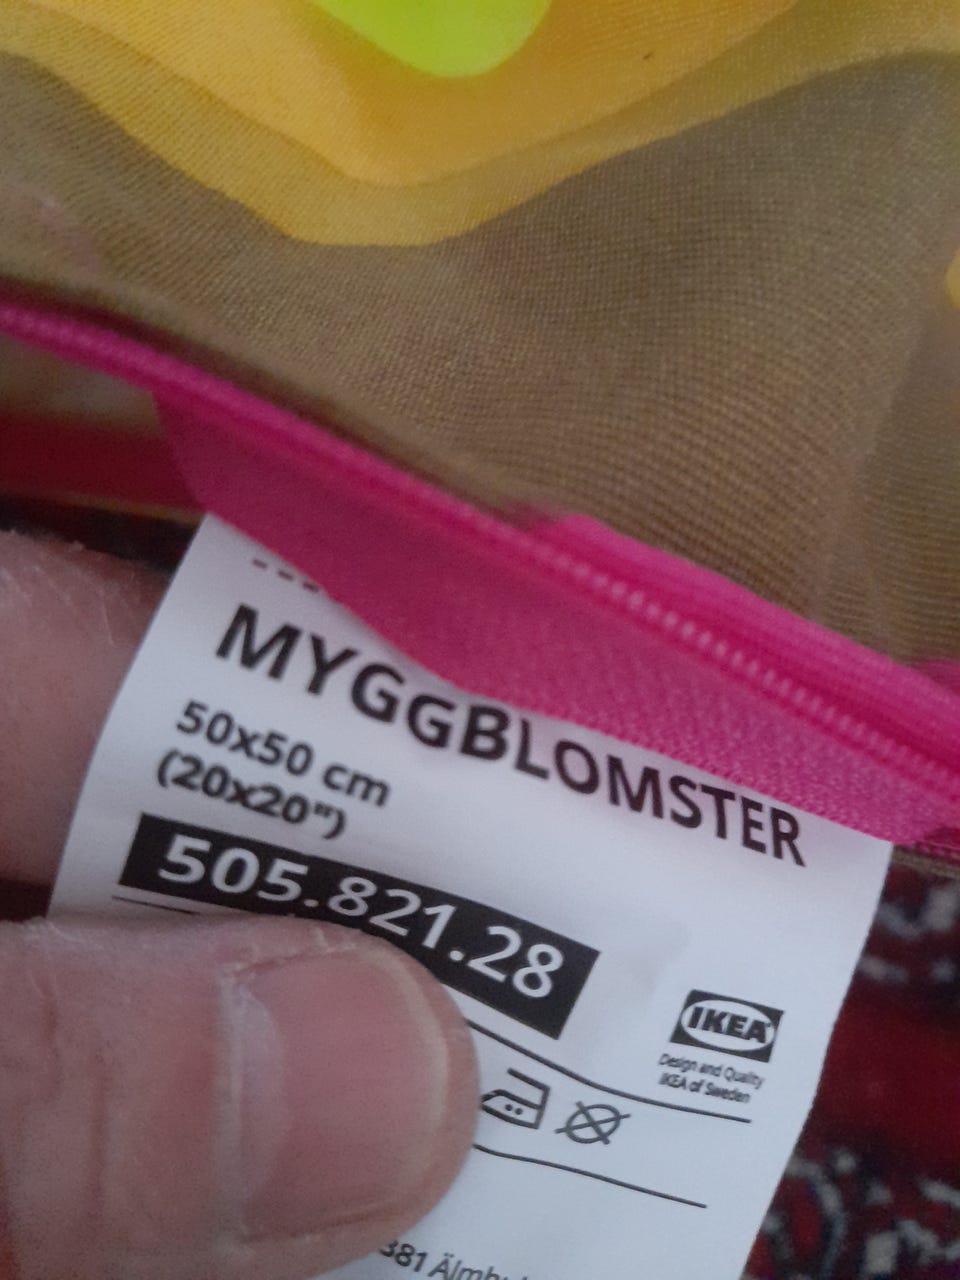 MYGGBLOMSTER
50x50 cm
(20x20")
505.821.28
IKEA
Design and Quality
IKEA of Sweden